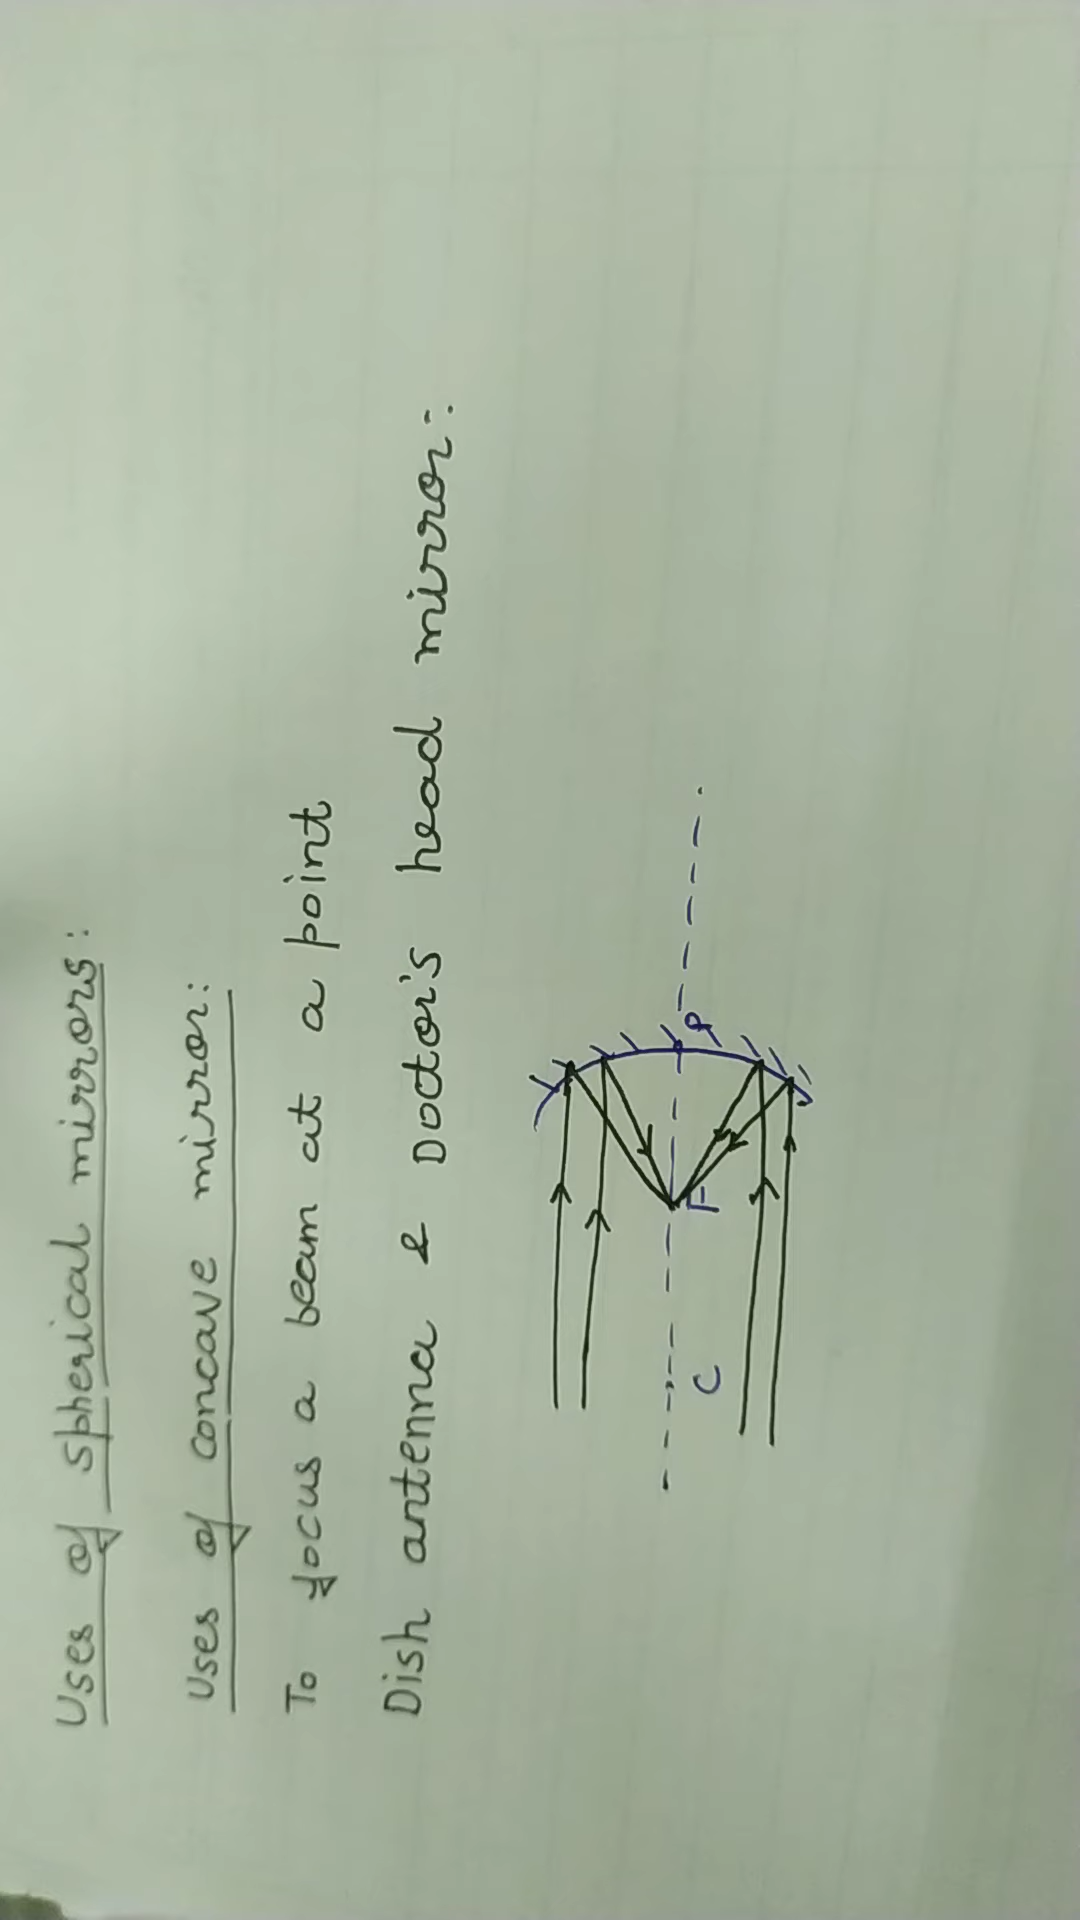 Uses of spherical mirrors:
Uses of concave mirror:
To focus a beam at a point
Dish antenna & Doctor's head mirror:-
C
F
P